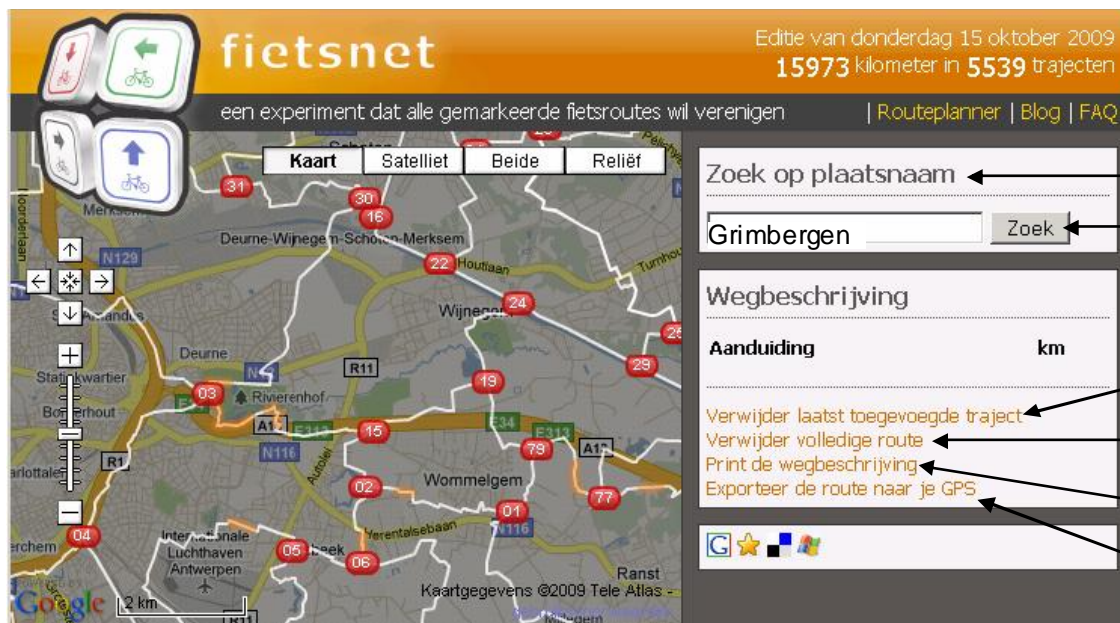 fietsnet
Editie van donderdag 15 oktober 2009
15973 kilometer in 5539 trajecten
een experiment dat alle gemarkeerde fietsroutes wil verenigen
| Routeplanner | Blog | FAQ
Kaart
Satelliet
Beide
Reliëf
31
30
16
Merksem
Deurne-Wijnegem-Schoten-Merksem
N129
22
Houtlaan
24
Wijnegem
25
29
Deurne
N12
R11
19
03
Rivierenhof
E313
E34
15
N116
Autolei
79
E313
A13
R1
02
Wommelgem
77
01
N116
Herentalsebaan
04
05
06
Internationale
Luchthaven
Antwerpen
Ranst
Kaartgegevens ©2009 Tele Atlas -
Google
2 km
R11
Zoek op plaatsnaam
Grimbergen
Zoek
Wegbeschrijving
Aanduiding km
Verwijder laatst toegevoegde traject
Verwijder volledige route
Print de wegbeschrijving
Exporteer de route naar je GPS